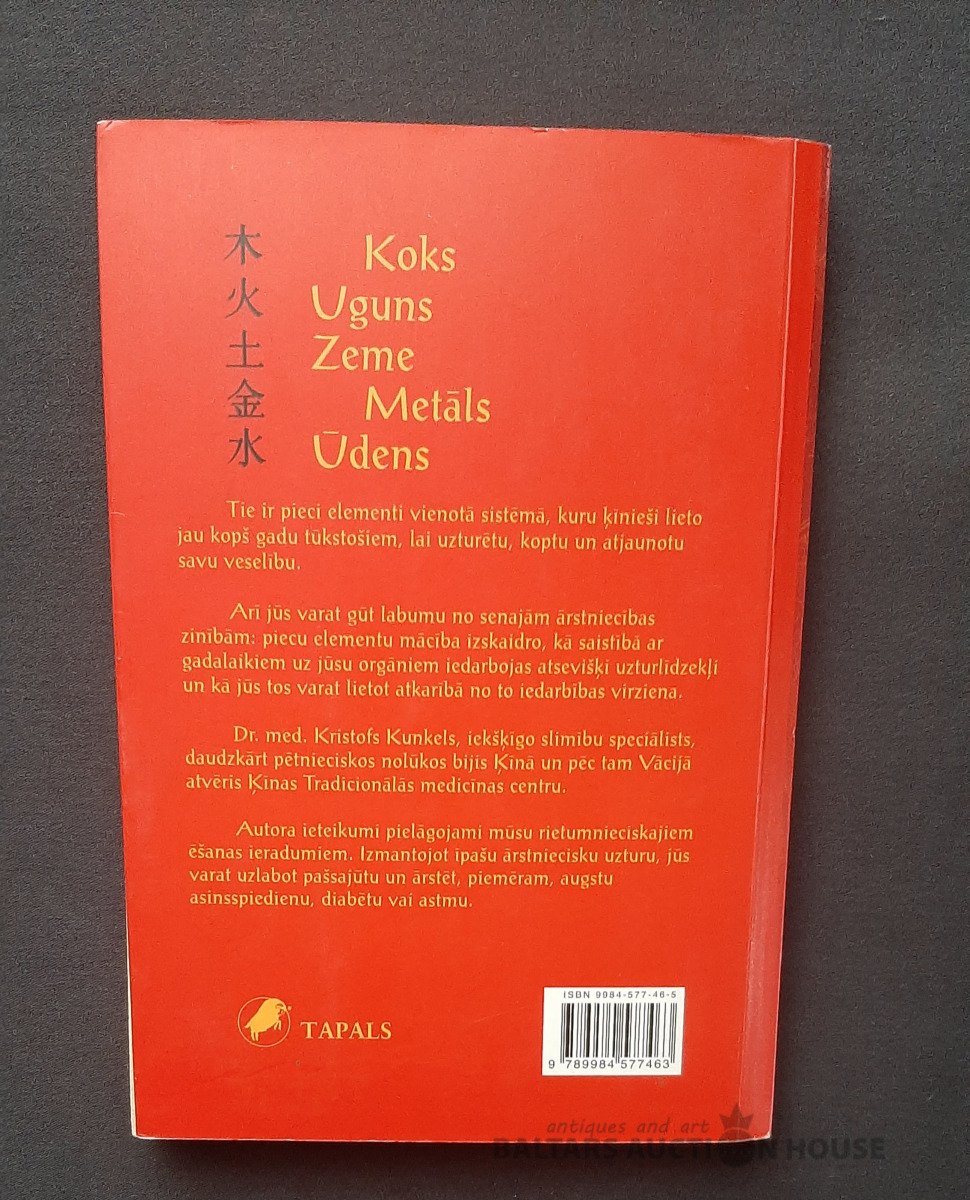 木 Koks
火 Uguns
土 Zeme
金 Metāls
水 Ūdens
Tie ir pieci elementi vienotā sistēmā, kuru ķīnieši lieto
jau kopš gadu tūkstošiem, lai uzturētu, koptu un atjaunotu
savu veselību.
Arī jūs varat gūt labumu no senajām ārstniecības
zinībām: piecu elementu mācība izskaidro, kā saistībā ar
gadalaikiem uz jūsu orgāniem iedarbojas atsevišķi uzturlīdzekļi
un kā jūs tos varat lietot atkarībā no to iedarbības virziena.
Dr. med. Kristofs Kunkels, iekšķīgo slimību speciālists,
daudzkārt pētnieciskos nolūkos bijis Ķīnā un pēc tam Vācijā
atvēris Ķīnas Tradicionālās medicīnas centru.
Autora ieteikumi pielāgojami mūsu rietumnieciskajiem
ēšanas ieradumiem. Izmantojot īpašu ārstniecisku uzturu, jūs
varat uzlabot pašsajūtu un ārstēt, piemēram, augstu
asinsspiedienu, diabētu vai astmu.
TAPALS
ISBN 9984-577-46-5
9 789984 577463
antiques and art
BALTARS AUCTION HOUSE